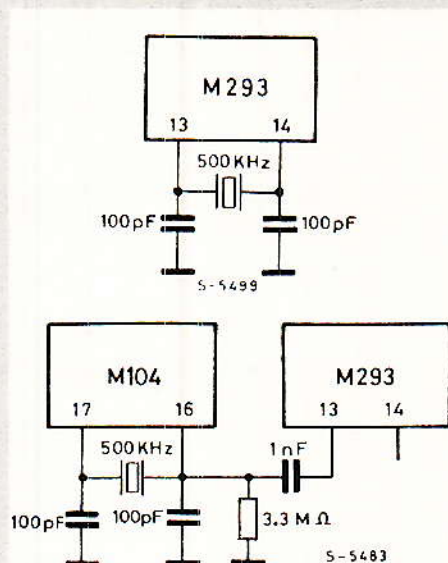 M293
13 14
500KHz
100pF 100pF
S-5499
M104 M293
17 16 13 14
500KHz 1nF
100pF 100pF 3.3 MΩ
S-5483